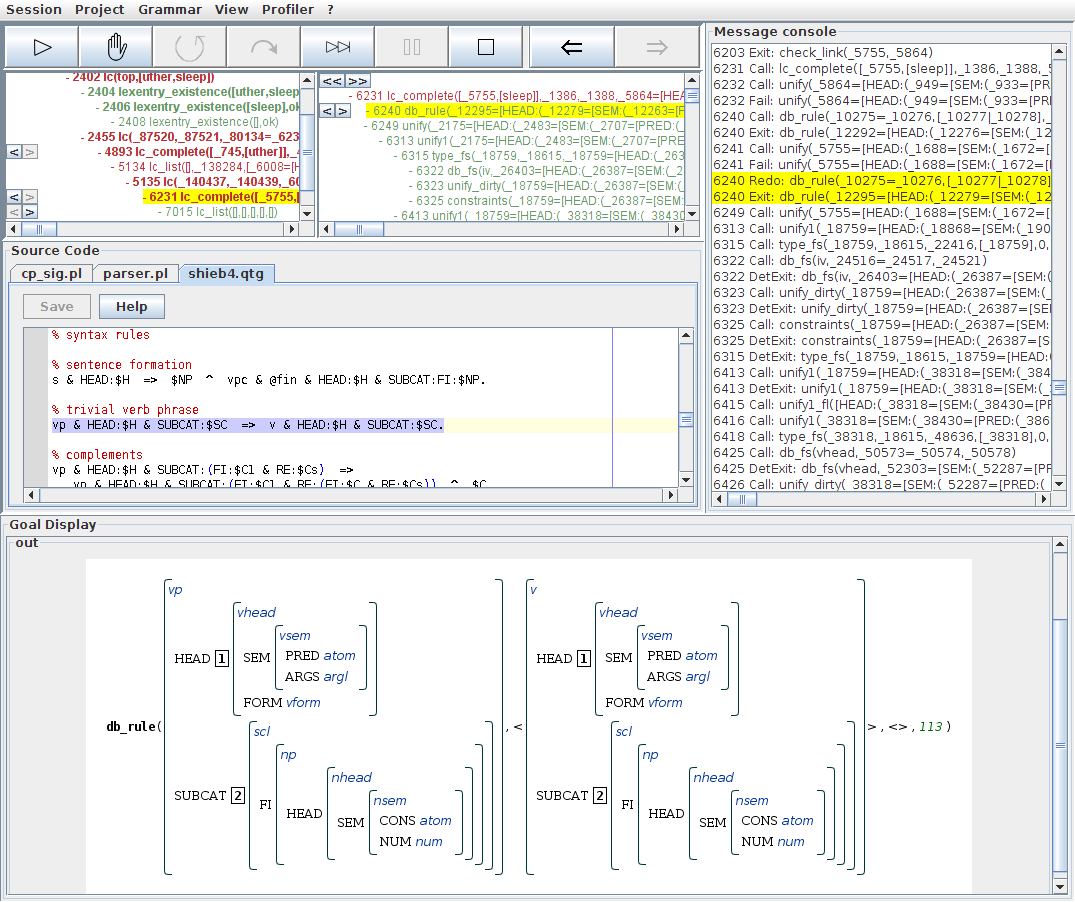 Session Project Grammar View Profiler ?
- 2402 lc(top,[uther,sleep])
- 2404 lexentry_existence([uther,sleep
- 2406 lexentry_existence([sleep],ok
- 2408 lexentry_existence([],ok)
- 2455 lc(_87520,_87521,_80134=_623
< > - 4893 lc_complete([_745,[uther]],_4
- 5134 lc_list([],_138284,[_6008=[H
- 5135 lc(_140437,_140439,_60
< > - 6231 lc_complete([_5755,[
< > - 7015 lc_list([],[],[],[],[])
<< >>
- 6231 lc_complete([_5755,[sleep]],_1386,_1388,_5864=[HEA
< > - 6240 db_rule(_12295=[HEAD:(_12279=[SEM:(_12263=[F
- 6249 unify(_2175=[HEAD:(_2483=[SEM:(_2707=[PRED:(
- 6313 unify1(_2175=[HEAD:(_2483=[SEM:(_2707=[PRE
- 6315 type_fs(_18759,_18615,_18759=[HEAD:(_263
- 6322 db_fs(iv,_26403=[HEAD:(_26387=[SEM:(
- 6323 unify_dirty(_18759=[HEAD:(_26387=[SEM:
- 6325 constraints(_18759=[HEAD:(_26387=[SEM:
- 6413 unify1(_18759=[HEAD:(_38318=[SEM:(_38430
Message console
6203 Exit: check_link(_5755,_5864)
6231 Call: lc_complete([_5755,[sleep]],_1386,_1388,_5
6232 Call: unify(_5864=[HEAD:(_949=[SEM:(_933=[PR
6232 Fail: unify(_5864=[HEAD:(_949=[SEM:(_933=[PR
6240 Call: db_rule(_10275=_10276,[_10277|_10278],_
6240 Exit: db_rule(_12292=[HEAD:(_12276=[SEM:(_12
6241 Call: unify(_5755=[HEAD:(_1688=[SEM:(_1672=[
6241 Fail: unify(_5755=[HEAD:(_1688=[SEM:(_1672=[
6240 Redo: db_rule(_10275=_10276,[_10277|_10278]
6240 Exit: db_rule(_12295=[HEAD:(_12279=[SEM:(_12
6249 Call: unify(_5755=[HEAD:(_1688=[SEM:(_1672=[
6313 Call: unify1(_18759=[HEAD:(_18868=[SEM:(_190
6315 Call: type_fs(_18759,_18615,_22416,[_18759],0,
6322 Call: db_fs(iv,_24516=_24517,_24521)
6322 DetExit: db_fs(iv,_26403=[HEAD:(_26387=[SEM:(
6323 Call: unify_dirty(_18759=[HEAD:(_26387=[SEM:(
6323 DetExit: unify_dirty(_18759=[HEAD:(_26387=[SE
6325 Call: constraints(_18759=[HEAD:(_26387=[SEM:
6325 DetExit: constraints(_18759=[HEAD:(_26387=[S
6315 DetExit: type_fs(_18759,_18615,_18759=[HEAD:
6413 Call: unify1(_18759=[HEAD:(_38318=[SEM:(_384
6413 DetExit: unify1(_18759=[HEAD:(_38318=[SEM:(_
6415 Call: unify1_fl([HEAD:(_38318=[SEM:(_38430=[PR
6416 Call: unify1(_38318=[SEM:(_38430=[PRED:(_386
6418 Call: type_fs(_38318,_18615,_48636,[_38318],0,
6425 Call: db_fs(vhead,_50573=_50574,_50578)
6425 DetExit: db_fs(vhead,_52303=[SEM:(_52287=[PF
6426 Call: unify_dirty(_38318=[SEM:(_52287=[PRED:(
Source Code
cp_sig.pl parser.pl shieb4.qtg
Save Help
% syntax rules
% sentence formation
s & HEAD:$H => $NP ^ vpc & @fin & HEAD:$H & SUBCAT:FI:$NP.
% trivial verb phrase
vp & HEAD:$H & SUBCAT:$SC => v & HEAD:$H & SUBCAT:$SC.
% complements
vp & HEAD:$H & SUBCAT:(FI:$Cl & RE:$Cs) =>
vp & HEAD:$H & SUBCAT:(FI:$Cl & RE:(FI:$C & RE:$Cs)) ^ $C
Goal Display
out
vp v
vhead vhead
vsem vsem
PRED atom PRED atom
HEAD 1 SEM HEAD 1 SEM
ARGS argl ARGS argl
FORM vform FORM vform
db_rule( , < > , <> , 113 )
scl scl
np np
nhead nhead
SUBCAT 2 SUBCAT 2
nsem nsem
FI FI
HEAD HEAD
CONS atom CONS atom
SEM SEM
NUM num NUM num